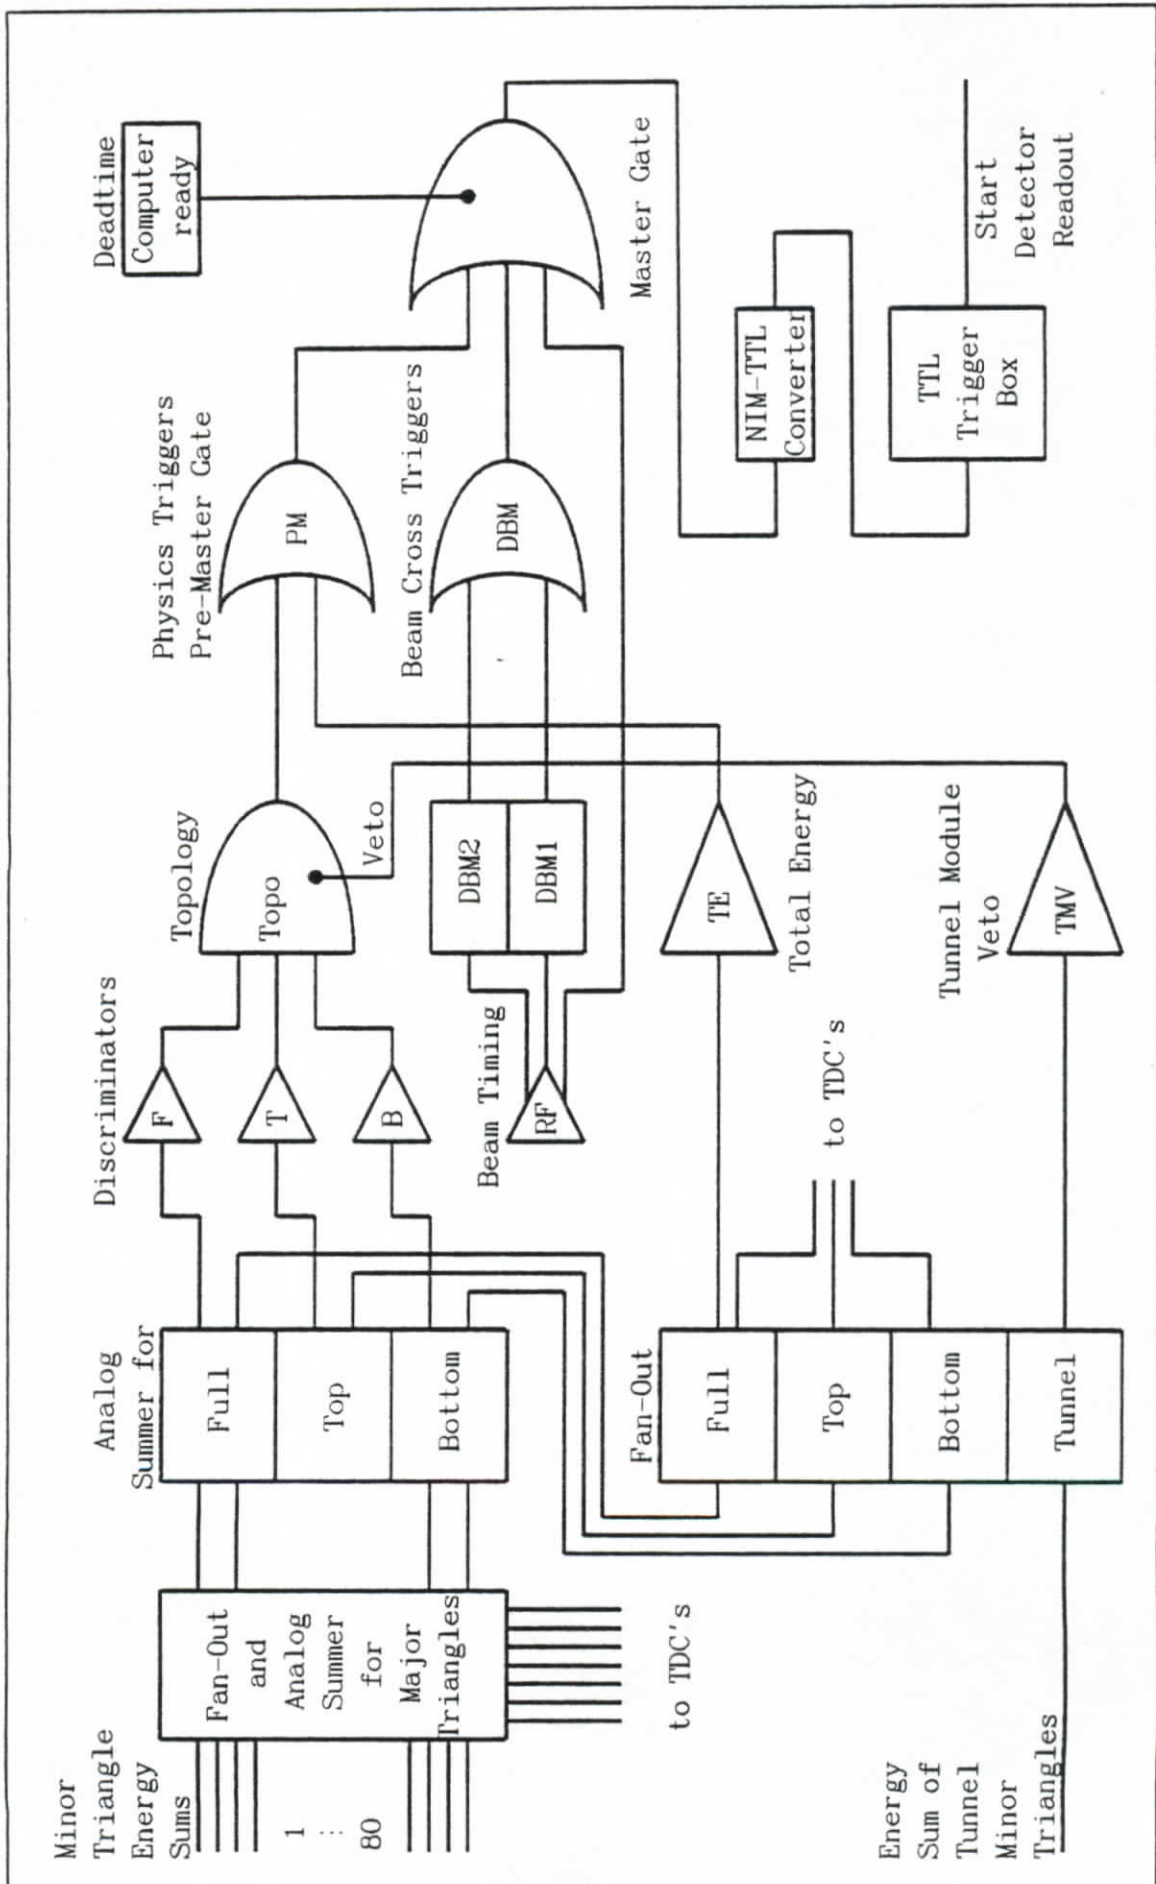 Minor
Triangle
Energy
Sums
1
⋮
80
Fan-Out
and
Analog
Summer
for
Major
Triangles
to TDC's
Analog
Summer for
Full
Top
Bottom
Discriminators
F
T
B
Topology
Topo
Veto
Physics Triggers
Pre-Master Gate
PM
Deadtime
Computer
ready
Beam Timing
RF
DBM2
DBM1
Beam Cross Triggers
DBM
Master Gate
Energy
Sum of
Tunnel
Minor
Triangles
Fan-Out
Full
Top
Bottom
Tunnel
to TDC's
TE
Total Energy
Tunnel Module
Veto
TMV
NIM-TTL
Converter
TTL
Trigger
Box
Start
Detector
Readout